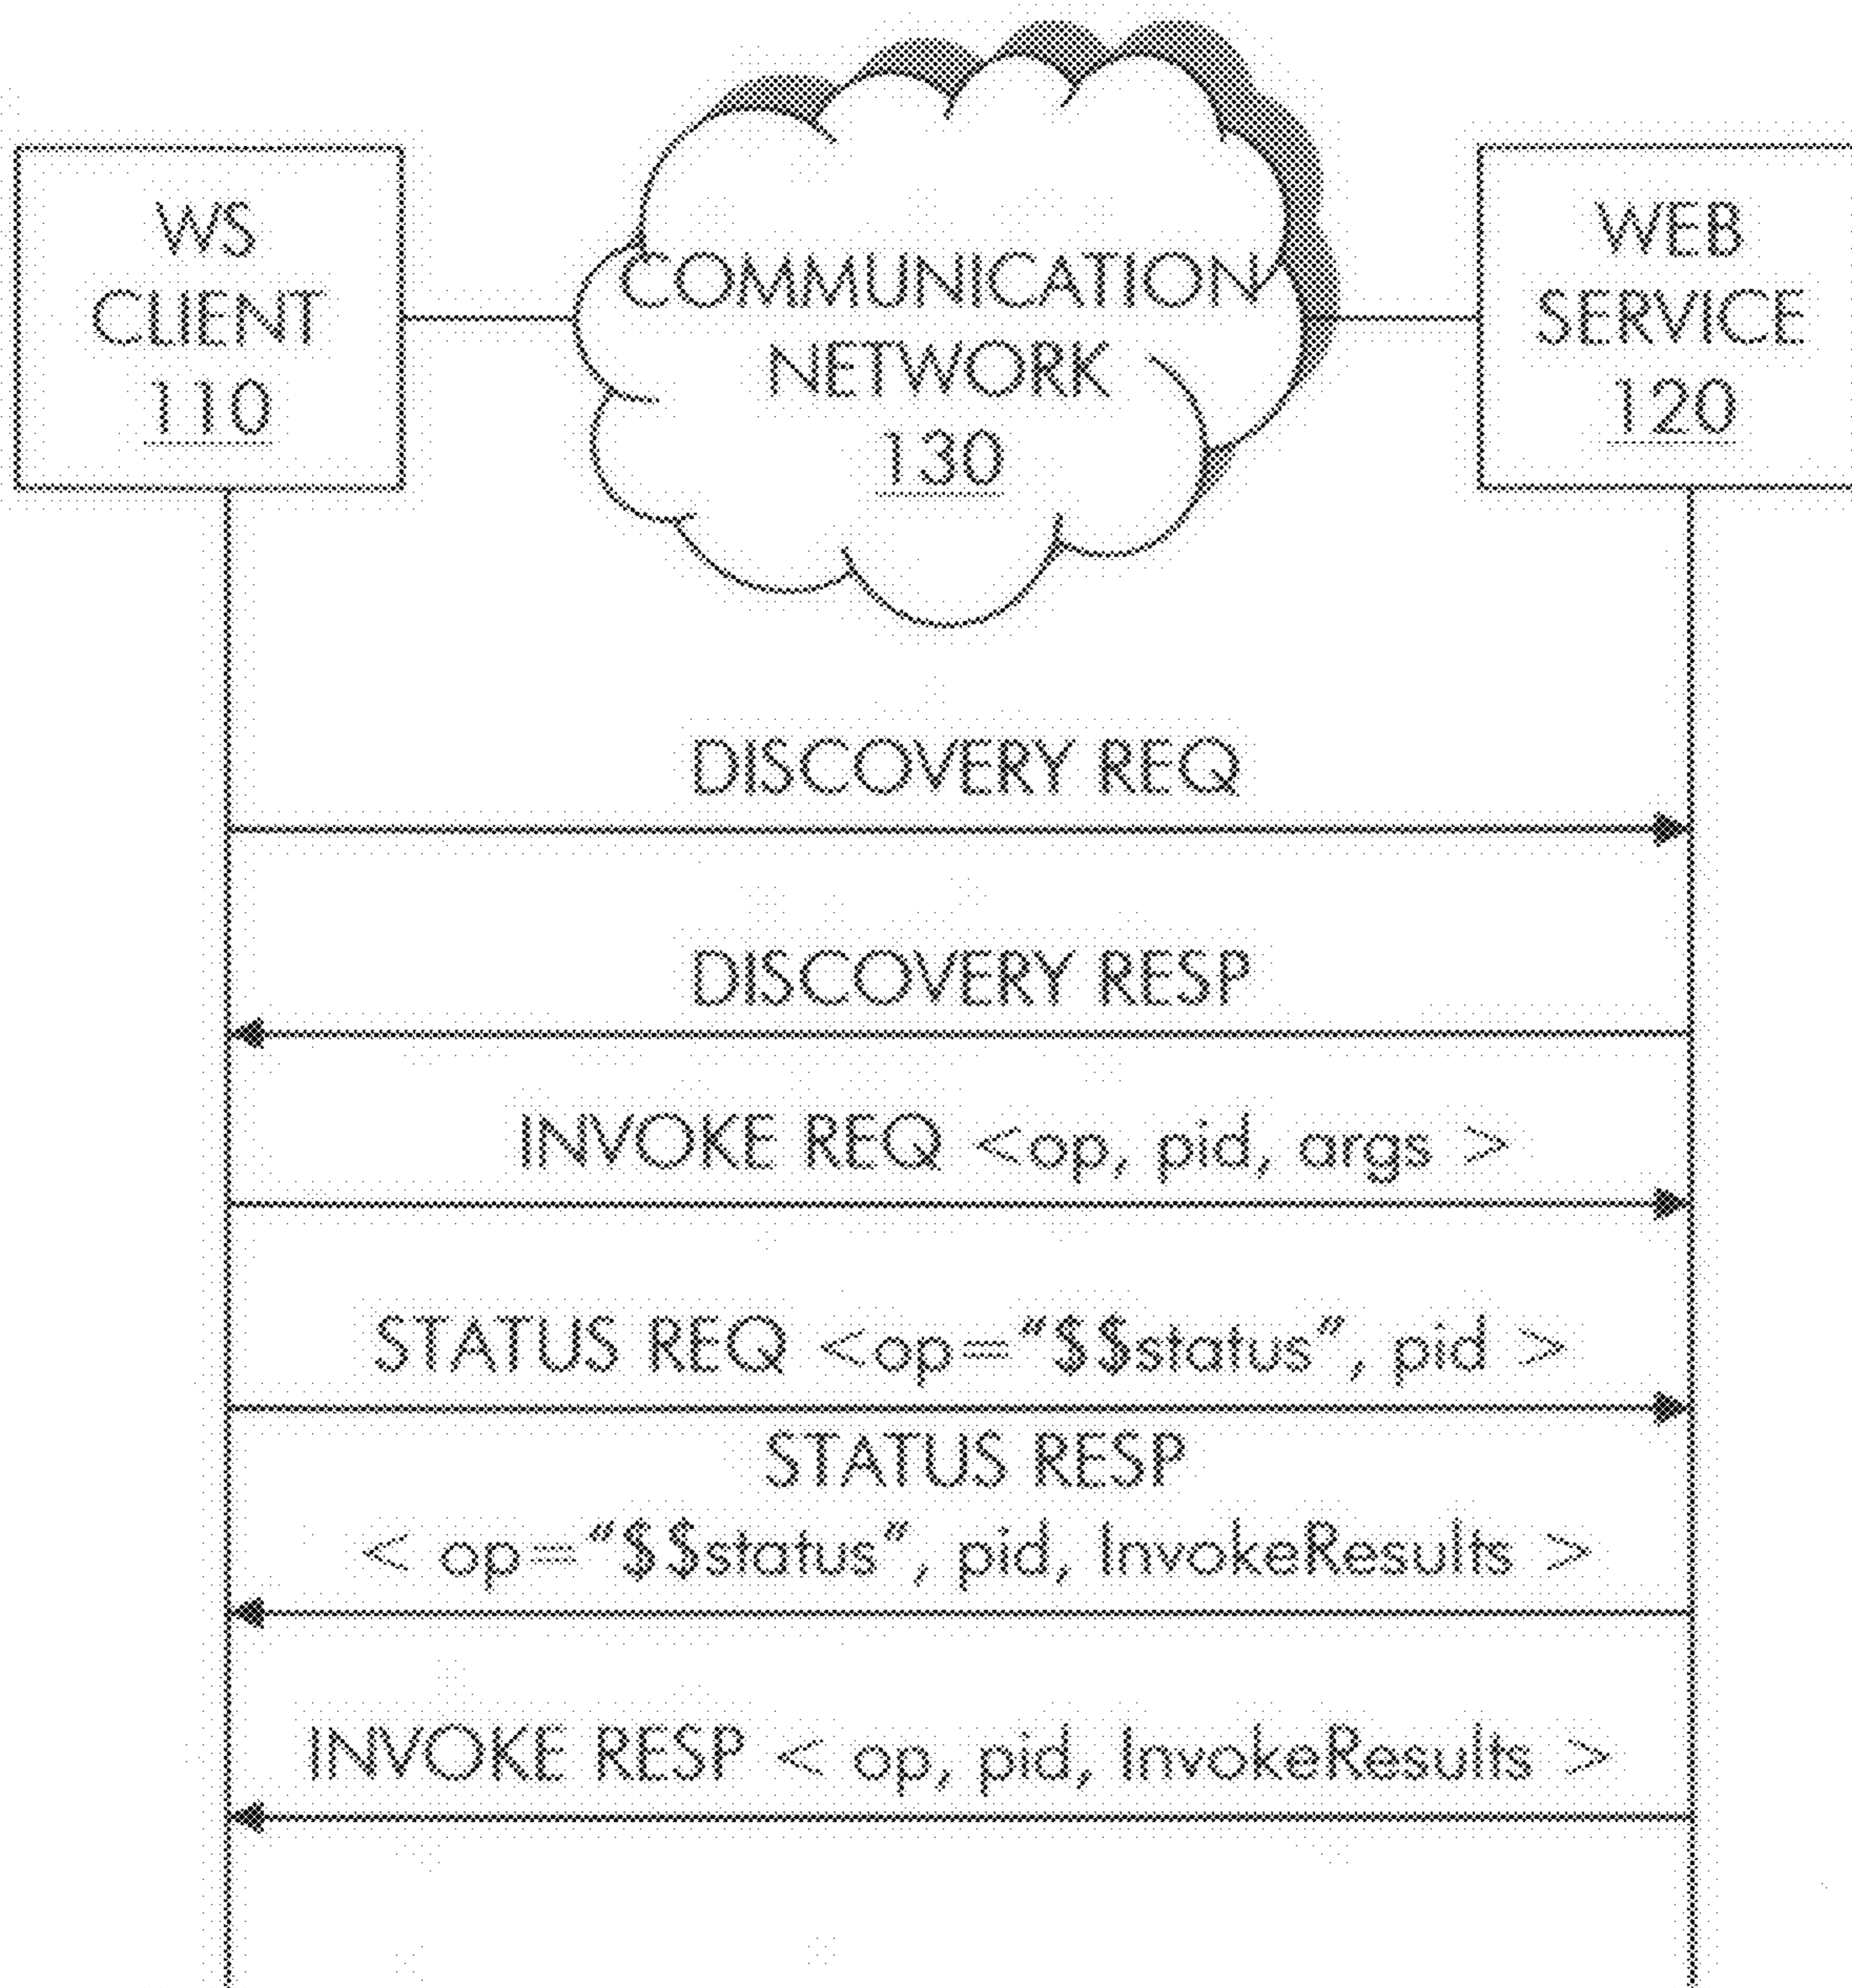 WS
CLIENT
110
COMMUNICATION
NETWORK
130
WEB
SERVICE
120
DISCOVERY REQ
DISCOVERY RESP
INVOKE REQ <op, pid, args >
STATUS REQ <op=“$$status”, pid >
STATUS RESP
< op=“$$status”, pid, InvokeResults >
INVOKE RESP < op, pid, InvokeResults >